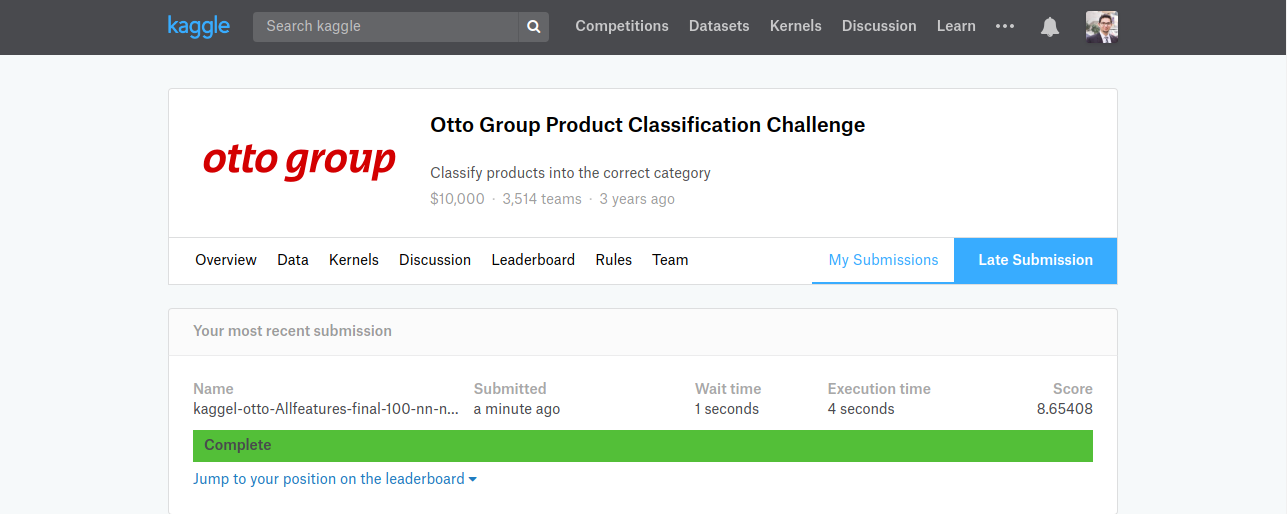 kaggle
Search kaggle
Competitions Datasets Kernels Discussion Learn •••
Otto Group Product Classification Challenge
otto group
Classify products into the correct category
$10,000 · 3,514 teams · 3 years ago
Overview Data Kernels Discussion Leaderboard Rules Team My Submissions Late Submission
Your most recent submission
Name Submitted Wait time Execution time Score
kaggel-otto-Allfeatures-final-100-nn-n... a minute ago 1 seconds 4 seconds 8.65408
Complete
Jump to your position on the leaderboard